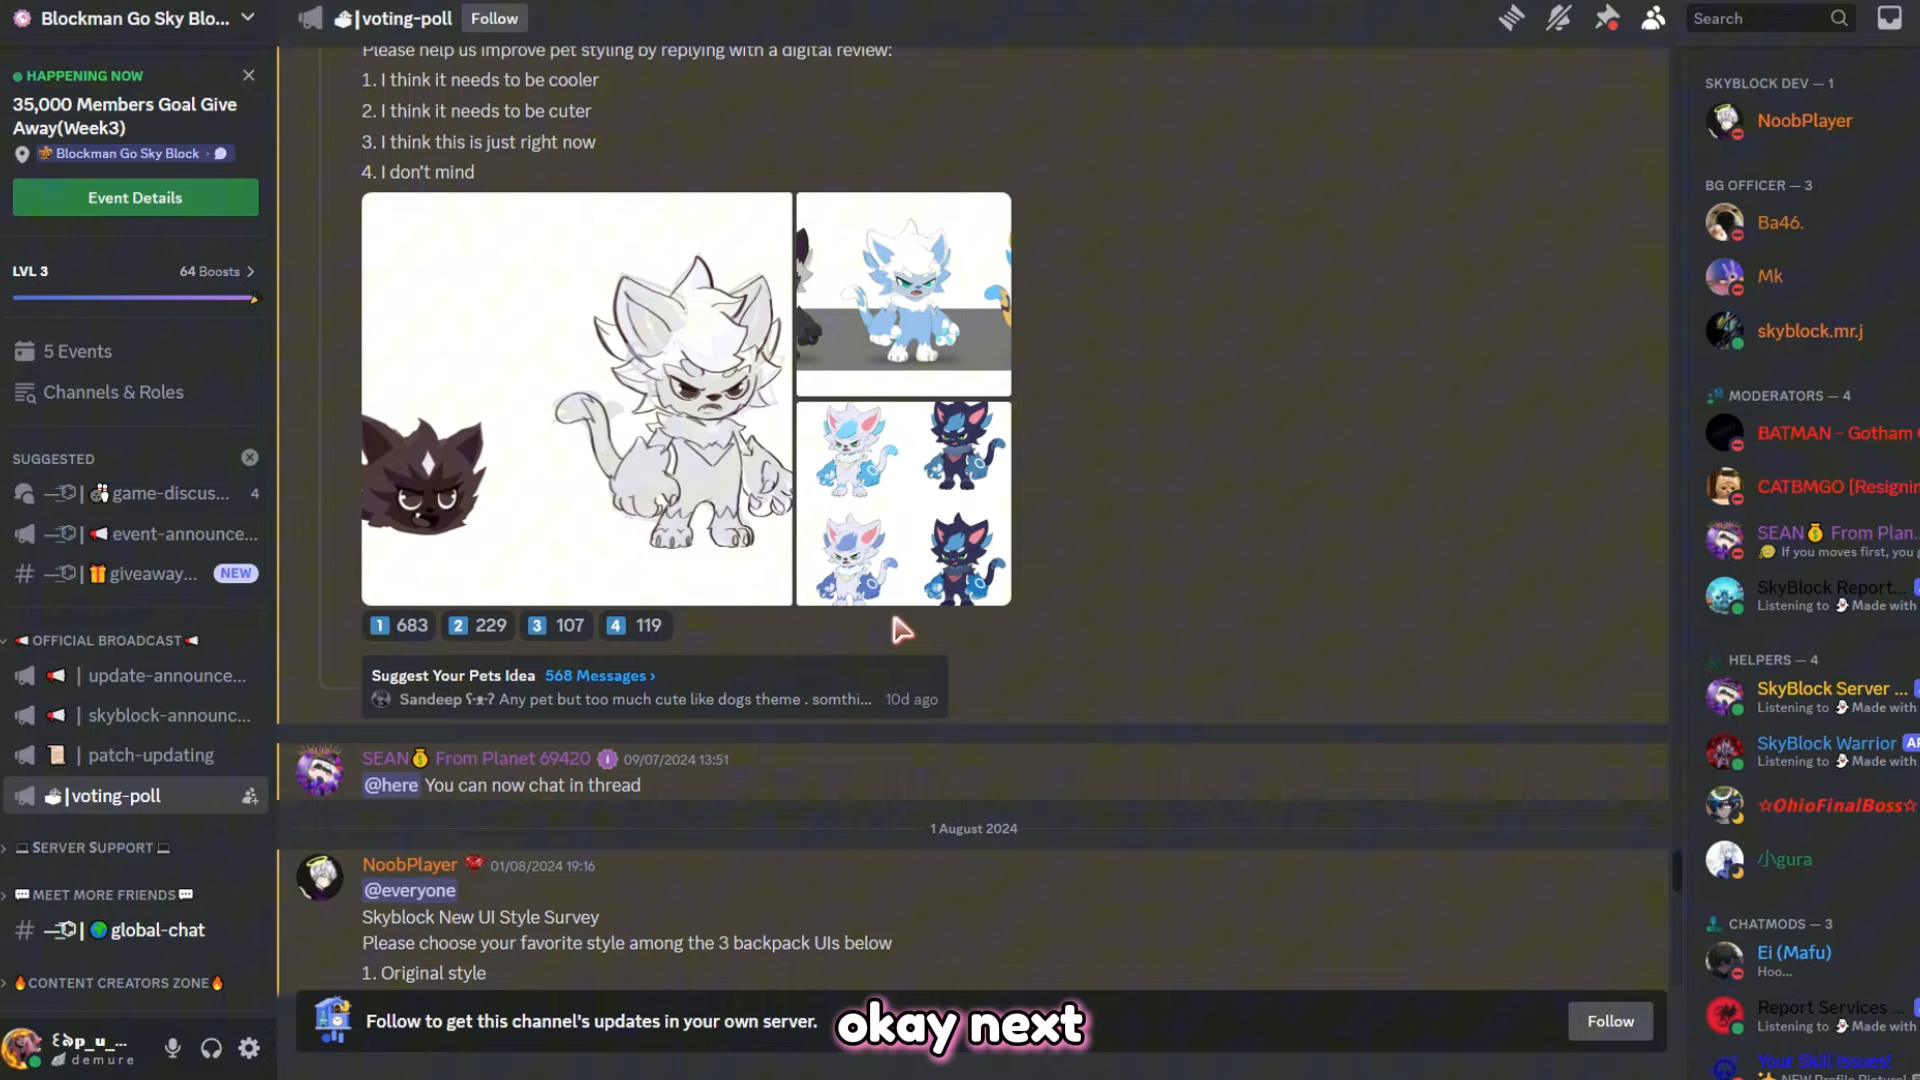 Blockman Go Sky Blo...
HAPPENING NOW
35,000 Members Goal Give
Away(Week3)
Blockman Go Sky Block
Event Details
LVL 3
64 Boosts
5 Events
Channels & Roles
SUGGESTED
game-discus...
4
event-announce...
giveaway...
NEW
OFFICIAL BROADCAST
| update-announce...
| skyblock-announc...
| patch-updating
|voting-poll
SERVER SUPPORT
MEET MORE FRIENDS
global-chat
CONTENT CREATORS ZONE
demure
|voting-poll
Follow
Search
Please help us improve pet styling by replying with a digital review:
1. I think it needs to be cooler
2. I think it needs to be cuter
3. I think this is just right now
4. I don't mind
1 683
2 229
3 107
4 119
Suggest Your Pets Idea 568 Messages ›
Sandeep ʕ·ᴥ·ʔ Any pet but too much cute like dogs theme . somthi... 10d ago
SEAN From Planet 69420 09/07/2024 13:51
@here You can now chat in thread
1 August 2024
NoobPlayer 01/08/2024 19:16
@everyone
Skyblock New UI Style Survey
Please choose your favorite style among the 3 backpack UIs below
1. Original style
Follow to get this channel's updates in your own server.
okay next
Follow
SKYBLOCK DEV — 1
NoobPlayer
BG OFFICER — 3
Ba46.
Mk
skyblock.mr.j
MODERATORS — 4
BATMAN - Gotham
CATBMGO [Resignin
SEAN From Plan...
If you moves first, you
SkyBlock Report...
Listening to Made with
HELPERS — 4
SkyBlock Server ...
Listening to Made with
SkyBlock Warrior
Listening to Made with
☆OhioFinalBoss☆
小\gura
CHATMODS — 3
Ei (Mafu)
Hoo...
Report Services ...
Listening to Made with
Your Skill Issues!